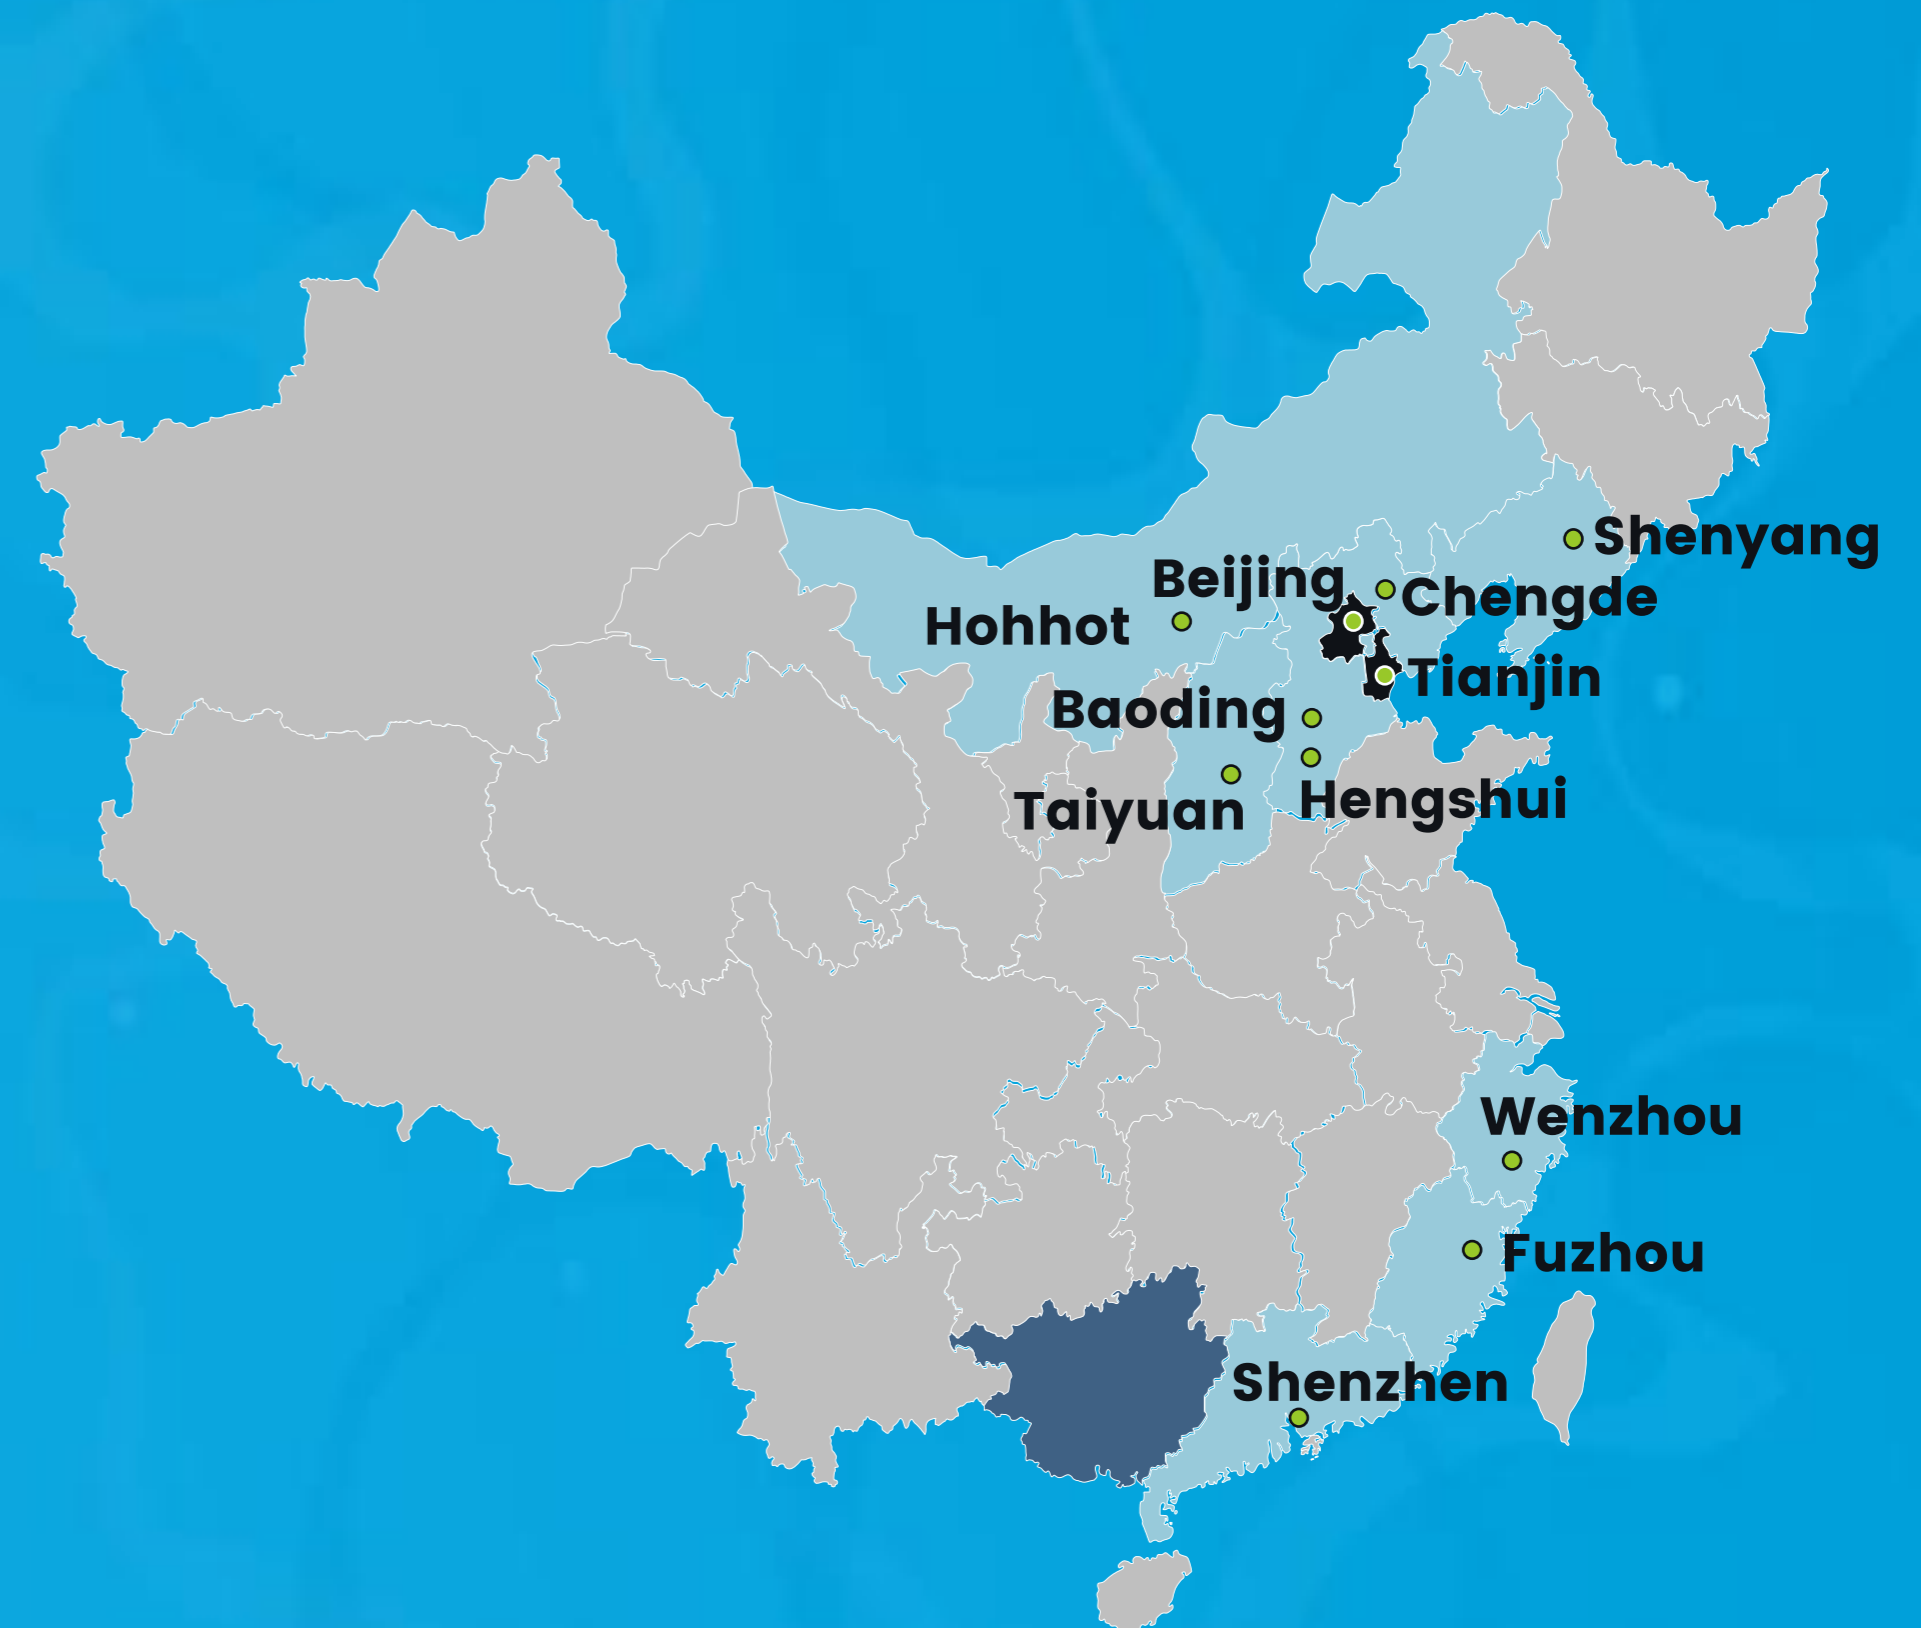 Shenyang
Beijing
Chengde
Hohhot
Tianjin
Baoding
Hengshui
Taiyuan
Wenzhou
Fuzhou
Shenzhen